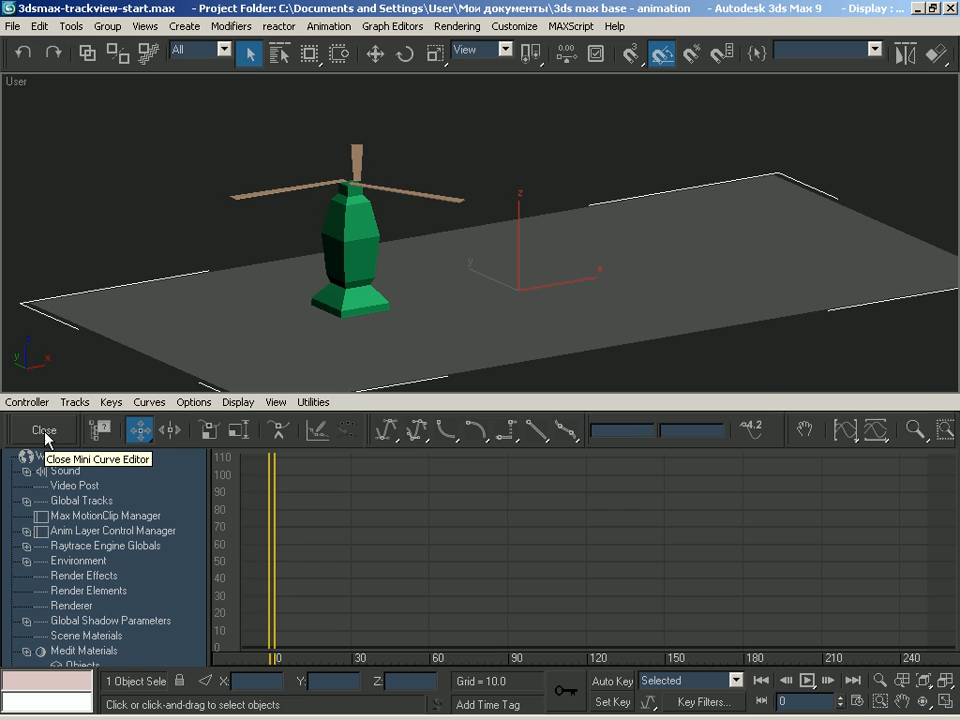 3dsmax-trackview-start.max - Project Folder: C:\Documents and Settings\User\Мои документы\3ds max base - animation - Autodesk 3ds Max 9 - Display : ...
File Edit Tools Group Views Create Modifiers reactor Animation Graph Editors Rendering Customize MAXScript Help
All View
User
z
y x
z
y x
Controller Tracks Keys Curves Options Display View Utilities
Close
Close Mini Curve Editor
Sound
Video Post
Global Tracks
Max MotionClip Manager
Anim Layer Control Manager
Raytrace Engine Globals
Environment
Render Effects
Render Elements
Renderer
Global Shadow Parameters
Scene Materials
Medit Materials
Objects
110
100
90
80
70
60
50
40
30
20
10
0
0 30 60 90 120 150 180 210 240
1 Object Sele X: Y: Z: Grid = 10.0 Auto Key Selected
Click or click-and-drag to select objects Add Time Tag Set Key Key Filters... 0